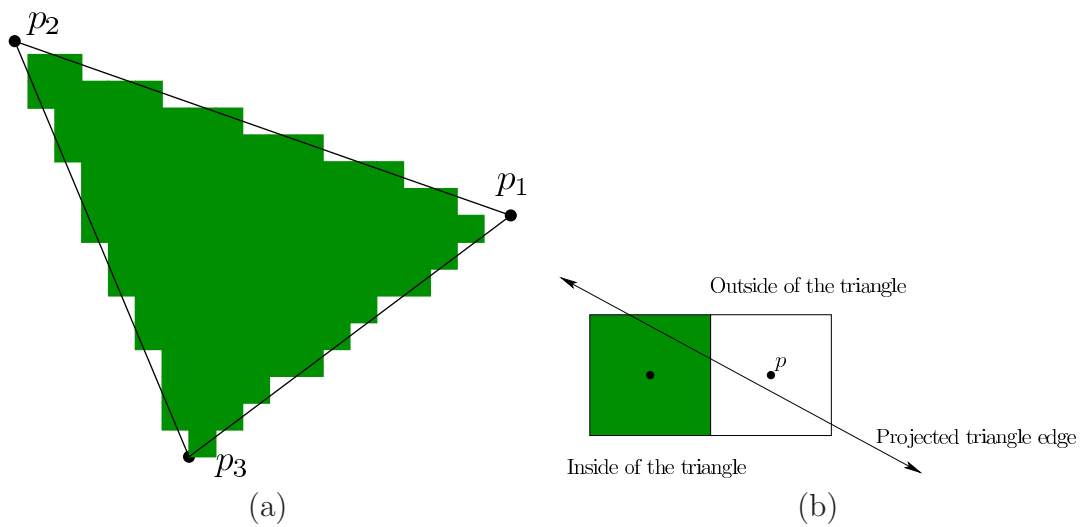 p2
p1
p3
(a)
Outside of the triangle
p
Projected triangle edge
Inside of the triangle
(b)